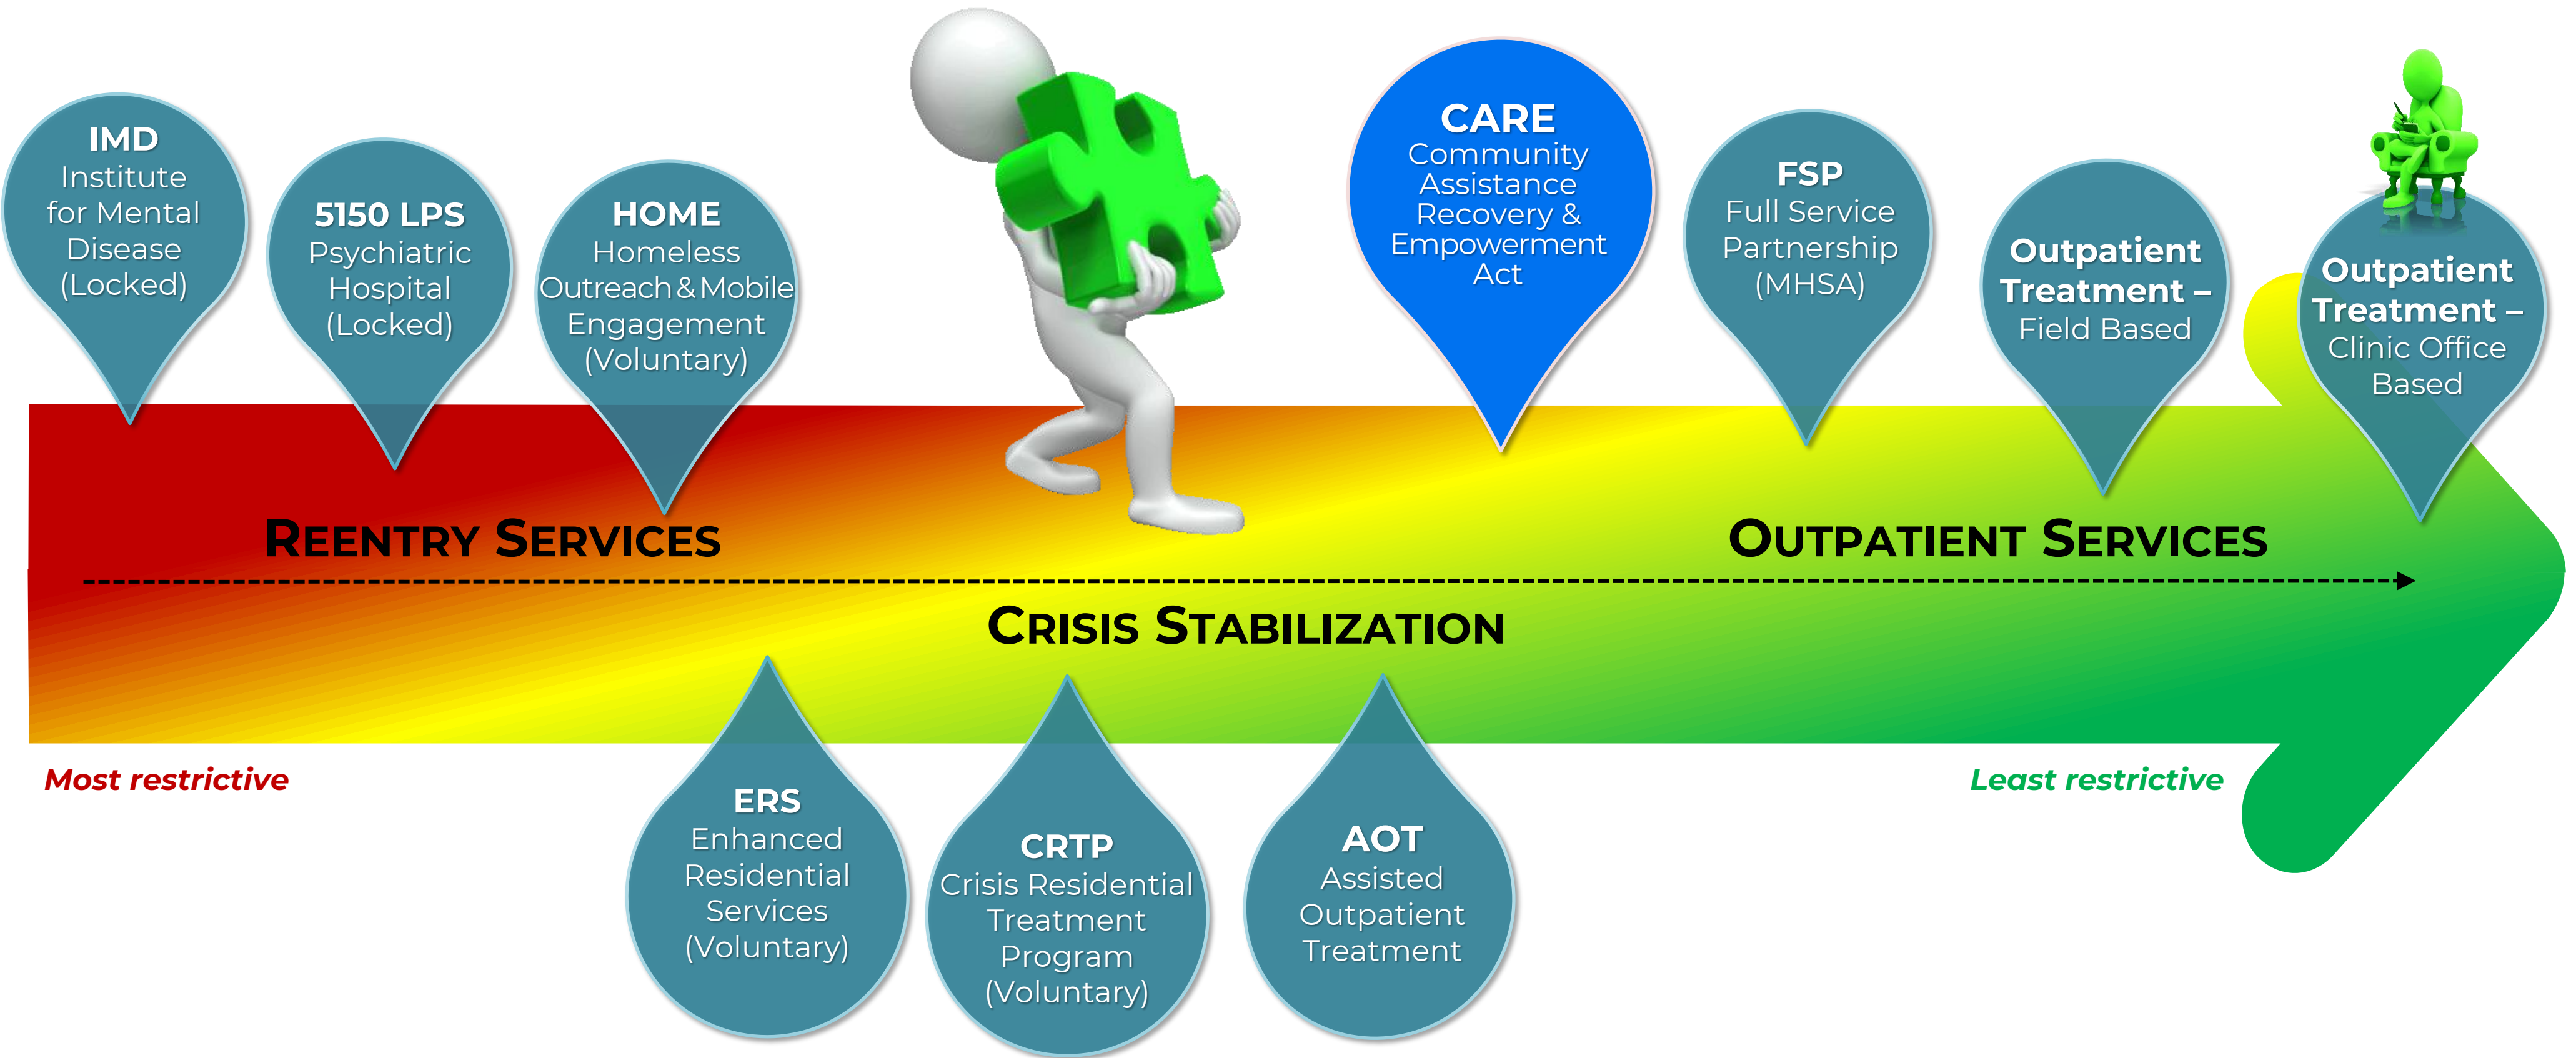 IMD
Institute
for Mental
Disease
(Locked)
5150 LPS
Psychiatric
Hospital
(Locked)
HOME
Homeless
Outreach & Mobile
Engagement
(Voluntary)
CARE
Community
Assistance
Recovery &
Empowerment
Act
FSP
Full Service
Partnership
(MHSA)
Outpatient
Treatment –
Field Based
Outpatient
Treatment –
Clinic Office
Based
REENTRY SERVICES
OUTPATIENT SERVICES
CRISIS STABILIZATION
Most restrictive
Least restrictive
ERS
Enhanced
Residential
Services
(Voluntary)
CRTP
Crisis Residential
Treatment
Program
(Voluntary)
AOT
Assisted
Outpatient
Treatment